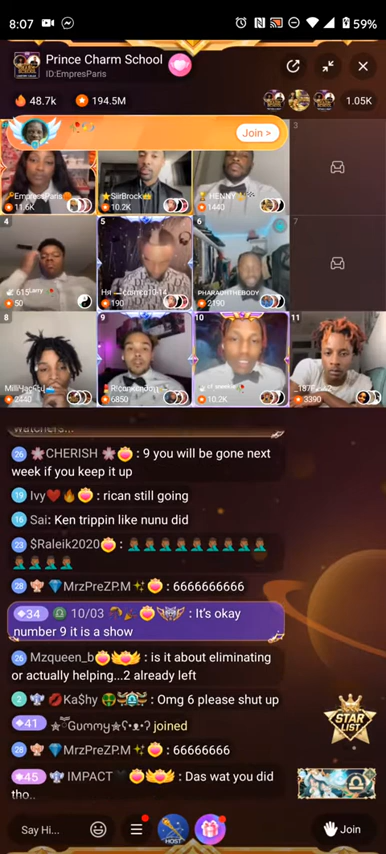 8:07
59%
Prince Charm School
ID:EmpresParis
48.7k
194.5M
1.05K
Join >
3
EmpresParis
11.6K
SiirBrock
10.2K
HENNY
1440
4
5
6
7
615Larry
50
190
PHARAOHTHEBODY
2190
8
9
10
11
2440
6850
10.2K
3390
watchers...
26 CHERISH : 9 you will be gone next
week if you keep it up
19 Ivy : rican still going
16 Sai: Ken trippin like nunu did
23 $Raleik2020 :
28 MrzPreZP.M : 6666666666
34 10/03 : It's okay
number 9 it is a show
26 Mzqueen_b : is it about eliminating
or actually helping...2 already left
2 Ka$hy : Omg 6 please shut up
41 Gυmmy joined
28 MrzPreZP.M : 66666666
45 IMPACT : Das wat you did
tho..
STAR
LIST
Say Hi...
HOST
Join